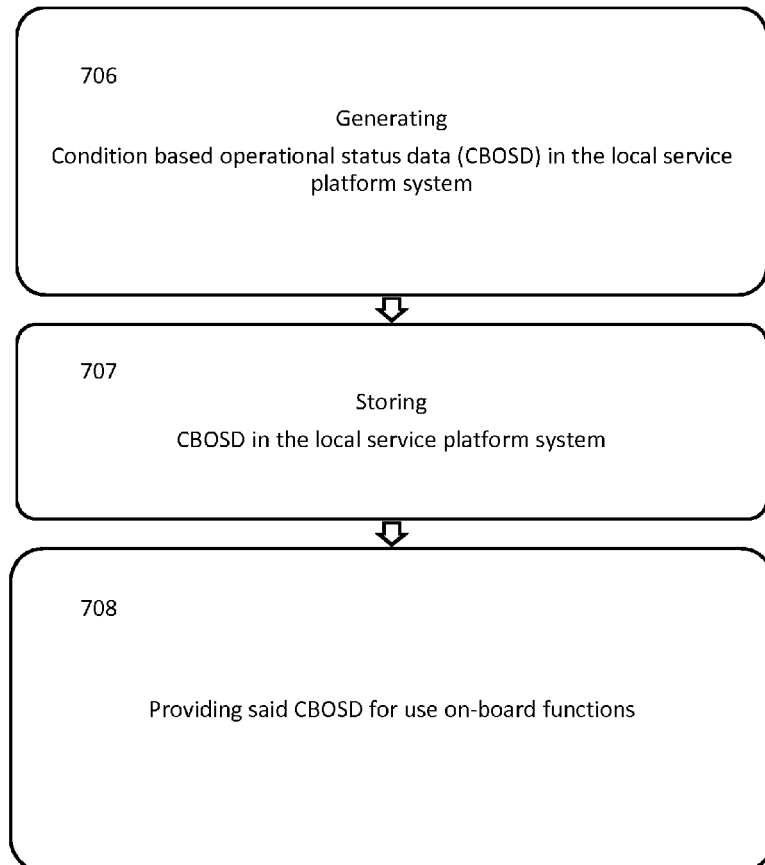 706
Generating
Condition based operational status data (CBOSD) in the local service
platform system
707
Storing
CBOSD in the local service platform system
708
Providing said CBOSD for use on-board functions